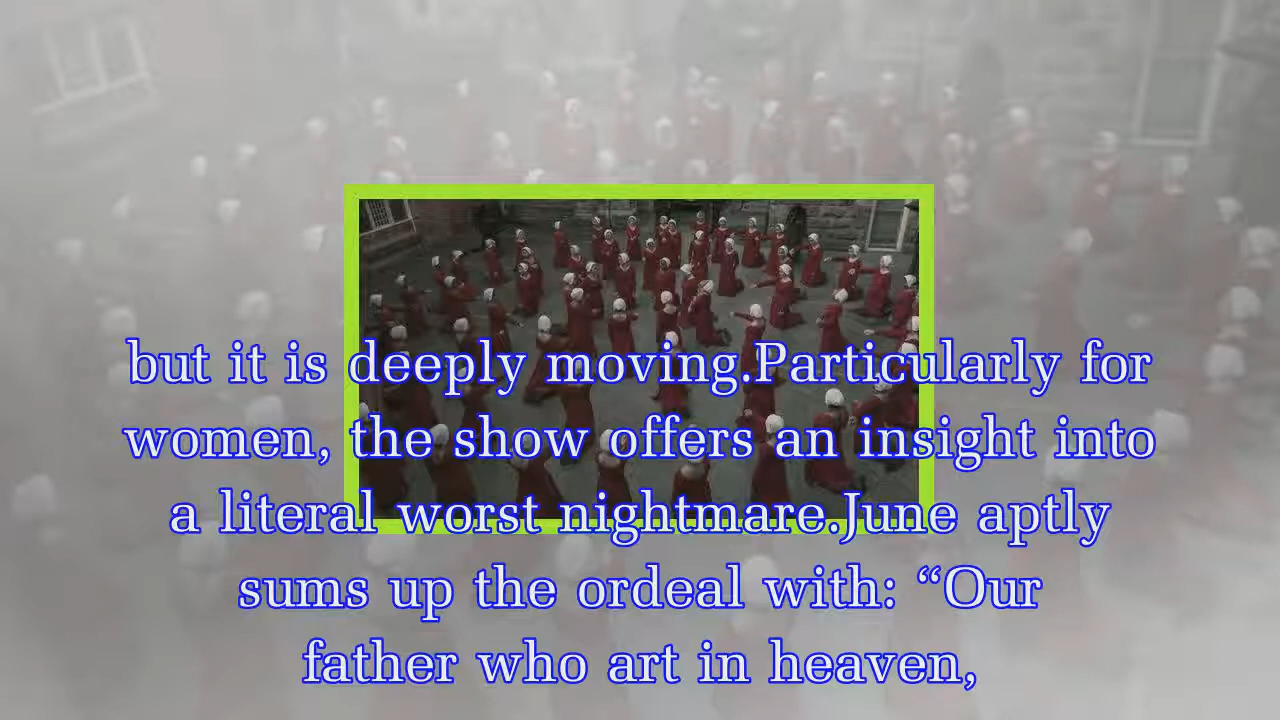 but it is deeply moving.Particularly for
women, the show offers an insight into
a literal worst nightmare.June aptly
sums up the ordeal with: “Our
father who art in heaven,